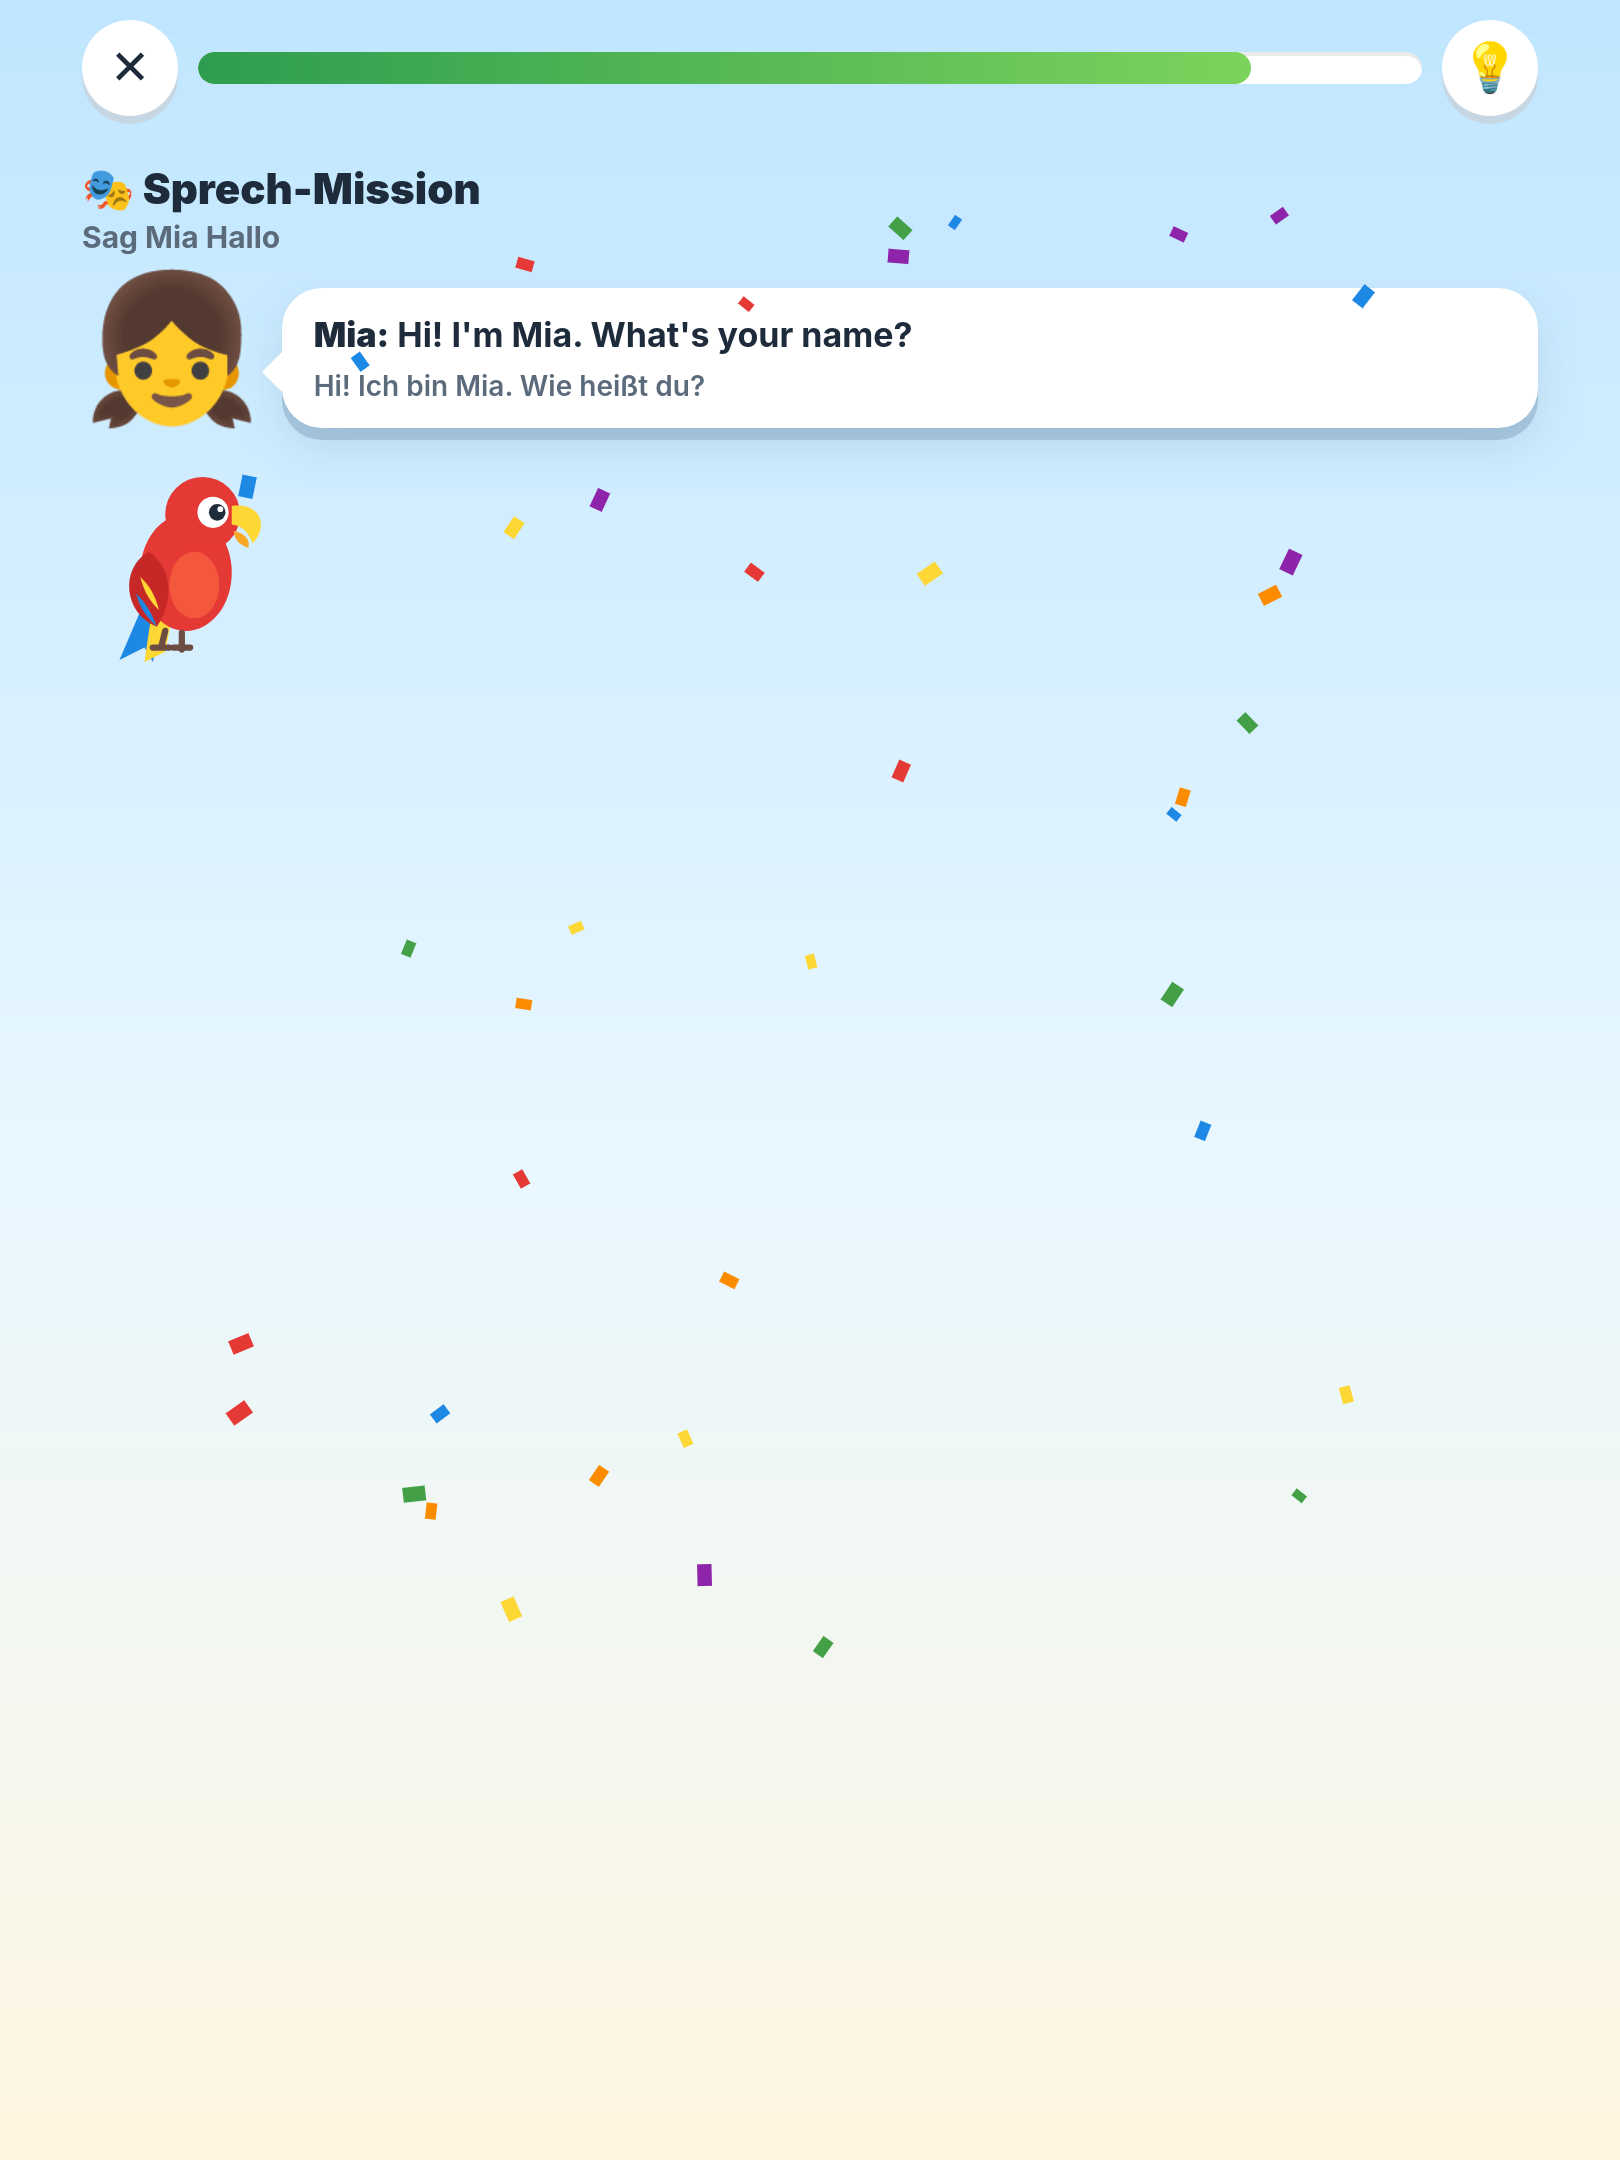 Sprech-Mission
Sag Mia Hallo
Mia: Hi! I'm Mia. What's your name?
Hi! Ich bin Mia. Wie heißt du?